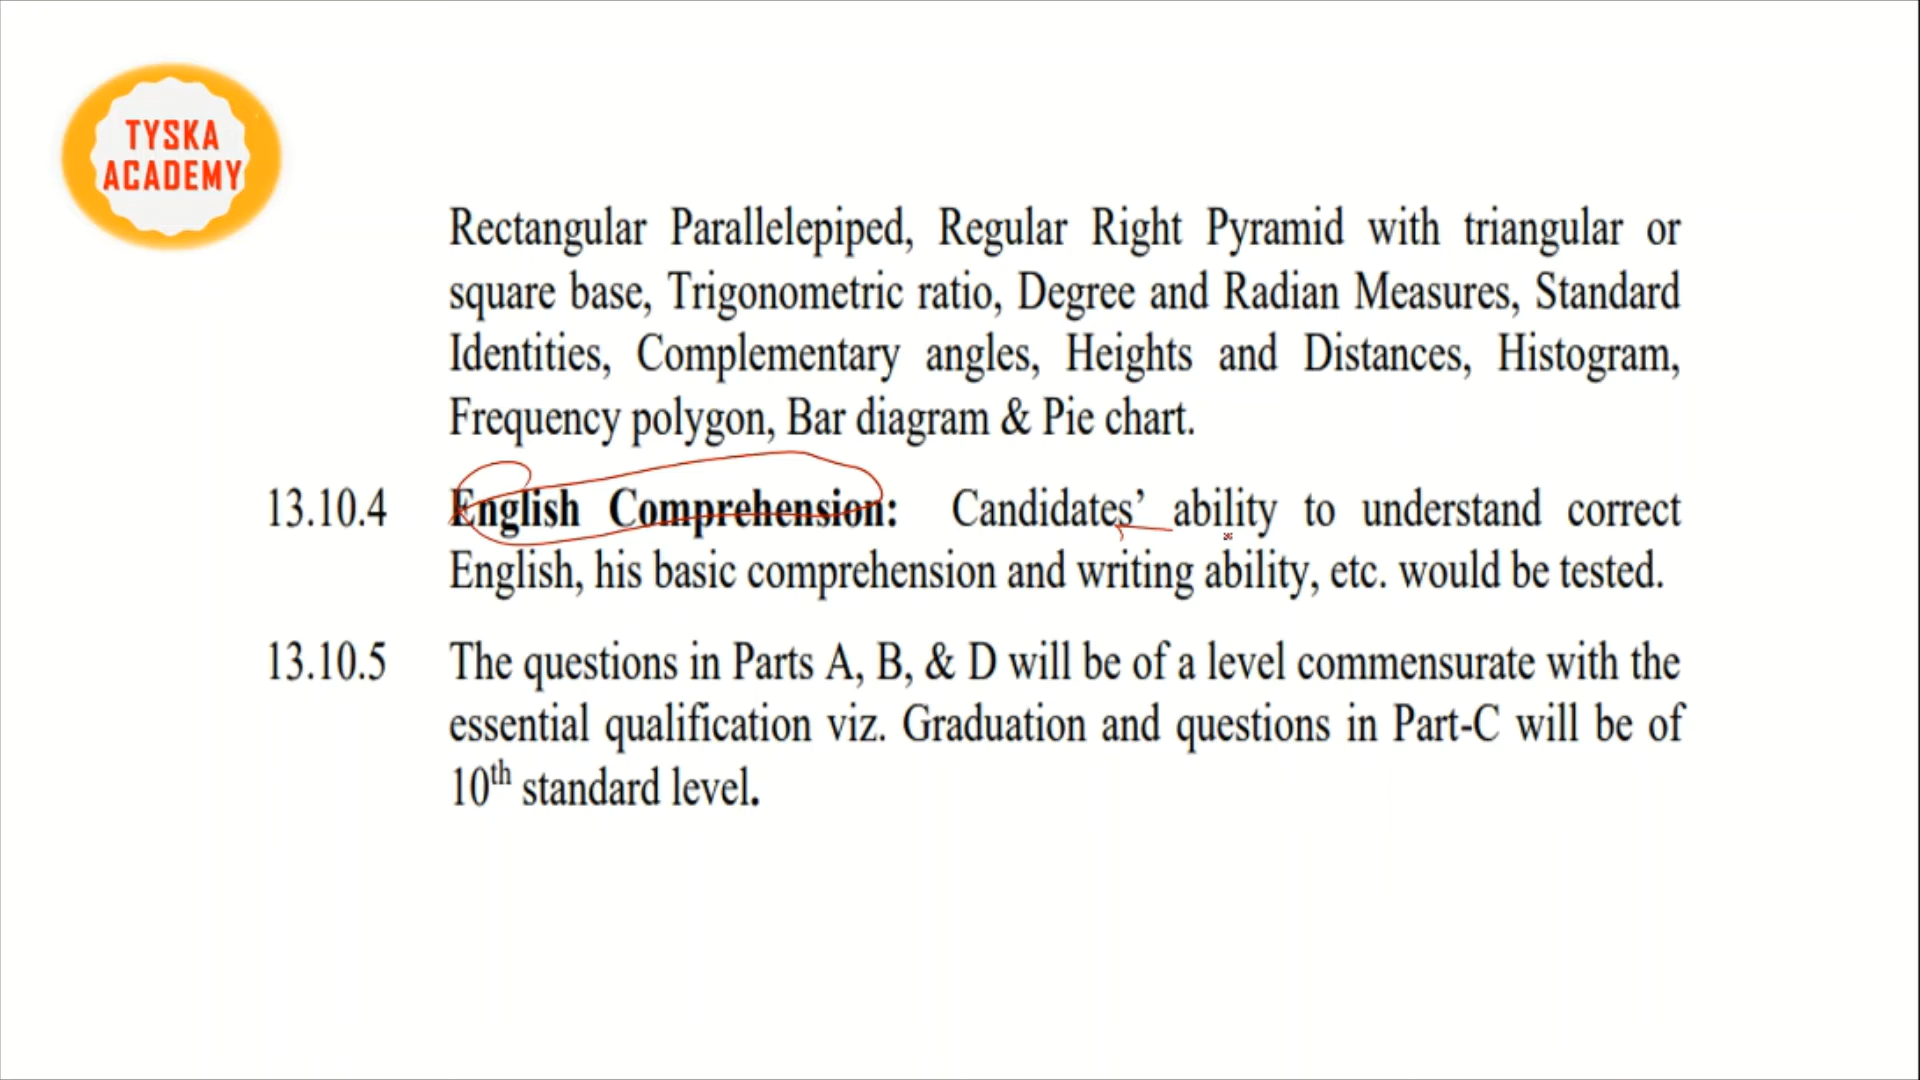 TYSKA
ACADEMY
Rectangular Parallelepiped, Regular Right Pyramid with triangular or
square base, Trigonometric ratio, Degree and Radian Measures, Standard
Identities, Complementary angles, Heights and Distances, Histogram,
Frequency polygon, Bar diagram & Pie chart.
13.10.4 English Comprehension: Candidates’ ability to understand correct
English, his basic comprehension and writing ability, etc. would be tested.
13.10.5 The questions in Parts A, B, & D will be of a level commensurate with the
essential qualification viz. Graduation and questions in Part-C will be of
10th standard level.